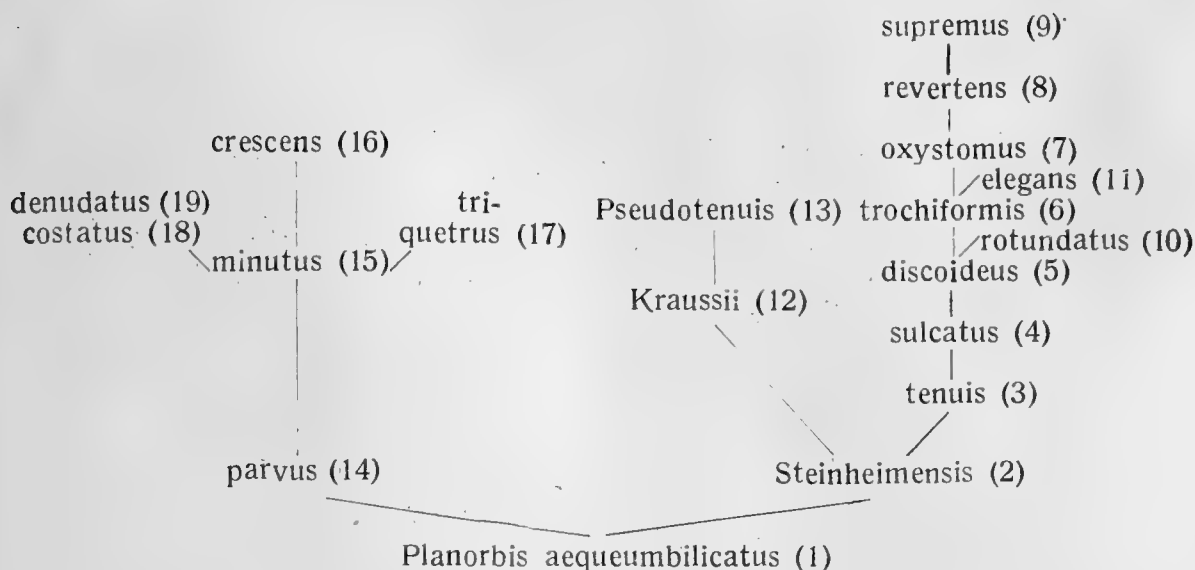 supremus (9)
revertens (8)
crescens (16)
oxystomus (7)
elegans (11)
denudatus (19)
tri-
Pseudotenuis (13)
trochiformis (6)
costatus (18)
quetrus (17)
rotundatus (10)
minutus (15)
discoideus (5)
Kraussii (12)
sulcatus (4)
tenuis (3)
parvus (14)
Steinheimensis (2)
Planorbis aequeumbilicatus (1)